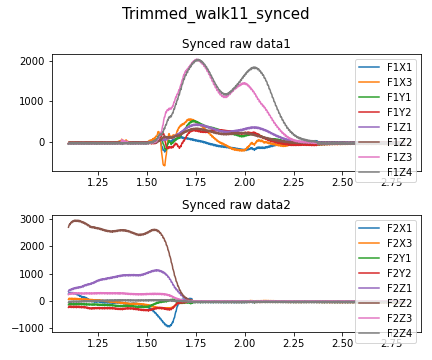 Trimmed_walk11_synced
Synced raw data1
2000
1000
0
1.25
1.50
1.75
2.00
2.25
2.50
2.75
F1X1
F1X3
F1Y1
F1Y2
F1Z1
F1Z2
F1Z3
F1Z4
Synced raw data2
3000
2000
1000
0
−1000
1.25
1.50
1.75
2.00
2.25
2.50
2.75
F2X1
F2X3
F2Y1
F2Y2
F2Z1
F2Z2
F2Z3
F2Z4